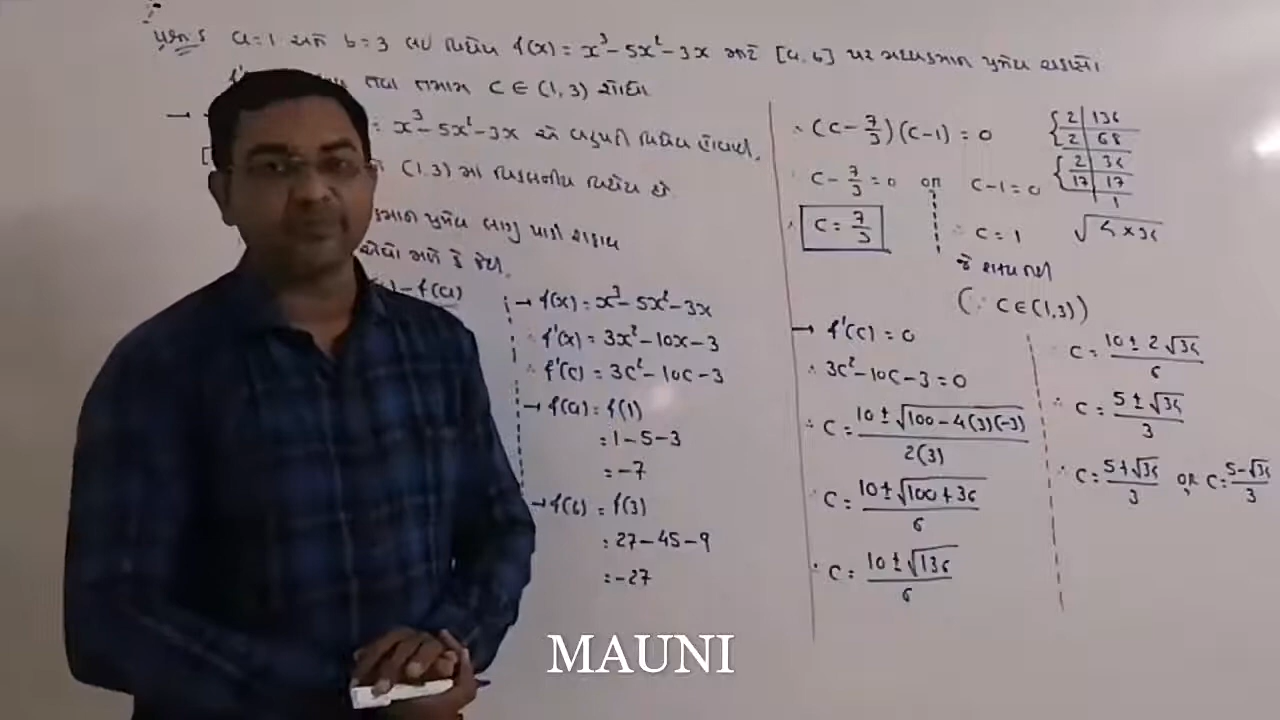 પ્રશ્ન 5 a=1 અને b=3 લઇ વિધેય f(x) = x³-5x²-3x માટે [a, b] પર મધ્યકમાન પ્રમેય ચકાસો.
તથા તમામ C ∈ (1,3) શોધો
→ = x³-5x²-3x એ બહુપદી વિધેય હોવાથી,
(1,3) માં વિકલનીય વિધેય છે.
પ્રમેય લાગુ પાડી શકાય
એવો મળે કે જેથી,
-f(a)
→ f(x) = x³-5x²-3x
∴ f'(x) = 3x²-10x-3
∴ f'(c) = 3c²-10c-3
→ f(a) = f(1)
= 1-5-3
= -7
→ f(b) = f(3)
= 27-45-9
= -27
∴ (c - 7/3)(c-1) = 0
∴ c - 7/3 = 0 or c-1=0
∴ c = 7/3
∴ c = 1
જે શક્ય નથી
(∵ c∈(1,3))
2 | 136
2 | 68
2 | 34
17 | 17
1
√4×34
→ f'(c) = 0
∴ 3c²-10c-3=0
∴ c = 10±√100-4(3)(-3) / 2(3)
∴ c = 10±√100+36 / 6
∴ c = 10±√136 / 6
∴ c = 10±2√34 / 6
∴ c = 5±√34 / 3
∴ c = 5+√34 / 3 or c = 5-√34 / 3
MAUNI